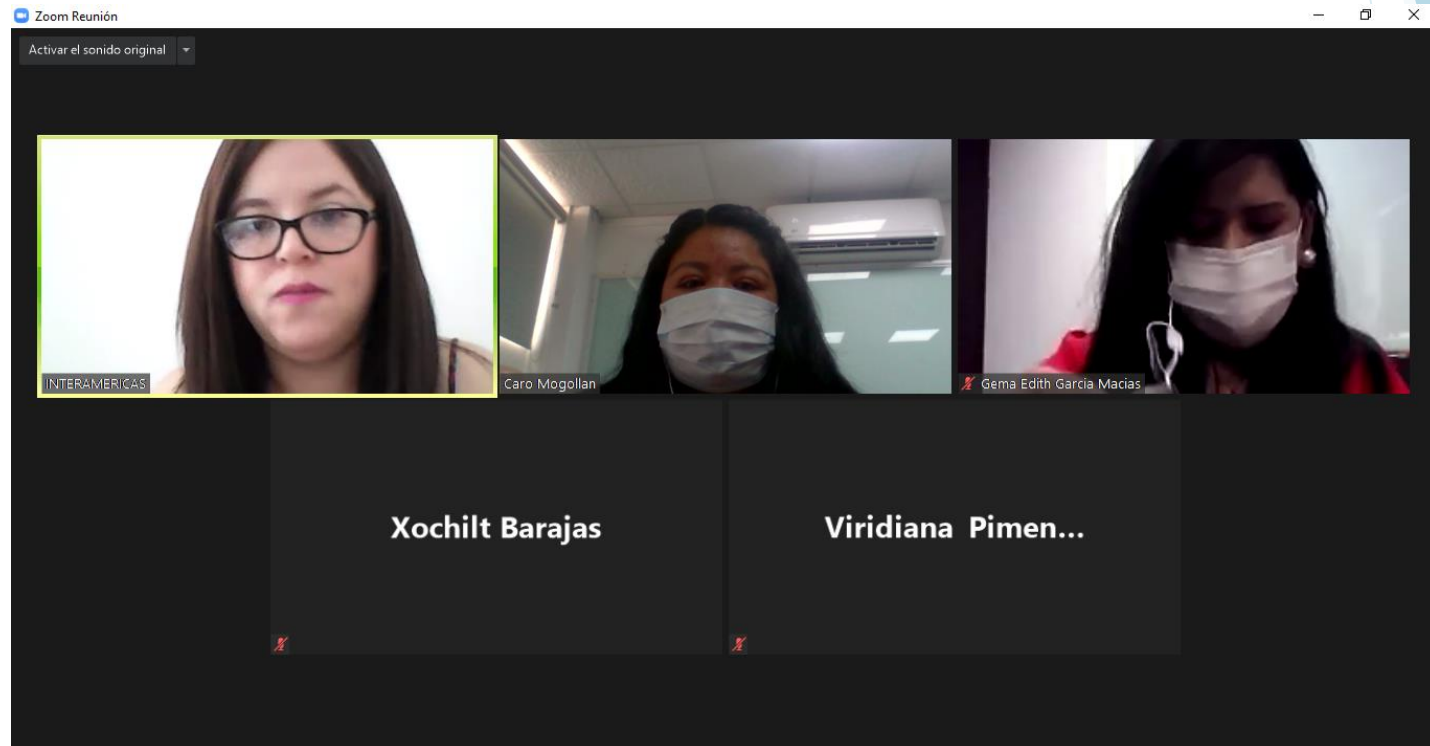 Zoom Reunión
Activar el sonido original
INTERAMERICAS
Caro Mogollan
Gema Edith Garcia Macias
Xochilt Barajas
Viridiana Pimen...